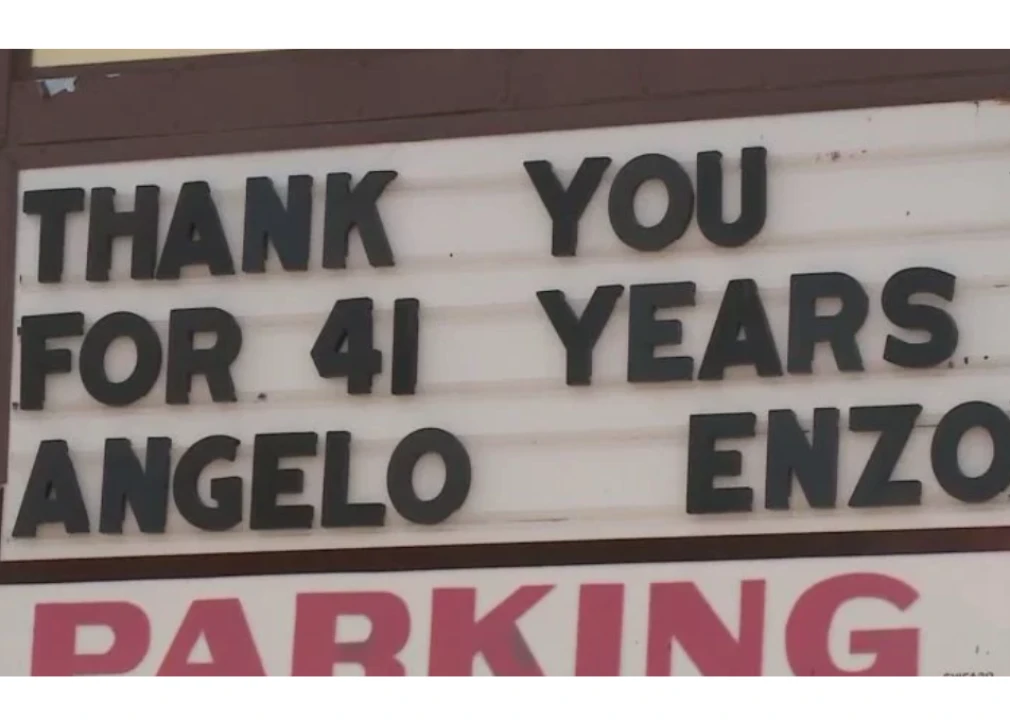 THANK YOU
FOR 41 YEARS
ANGELO ENZO
PARKING